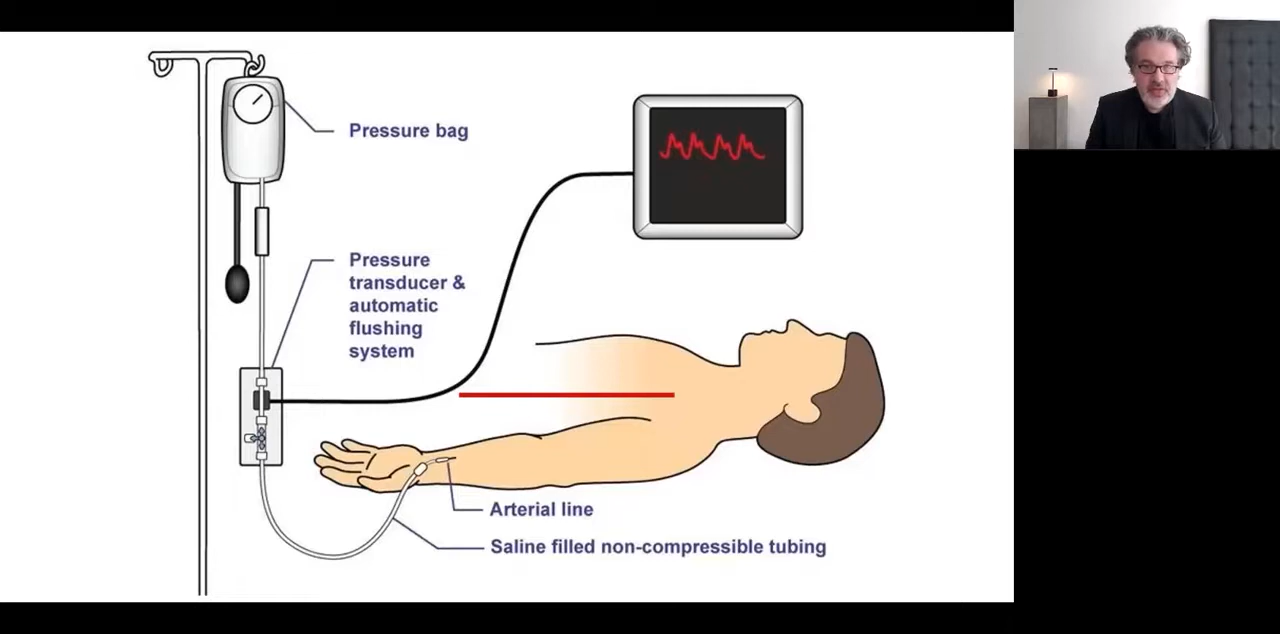 Pressure bag
Pressure
transducer &
automatic
flushing
system
Arterial line
Saline filled non-compressible tubing